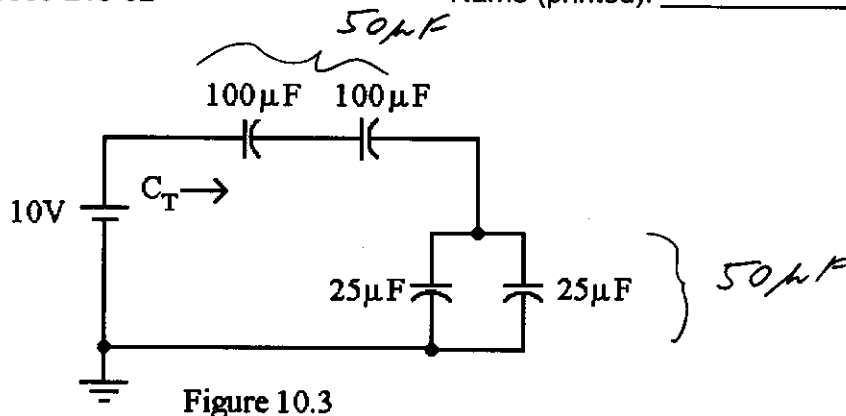 Name (printed):
50μF
100μF 100μF
C_T
10V
25μF 25μF
50μF
Figure 10.3